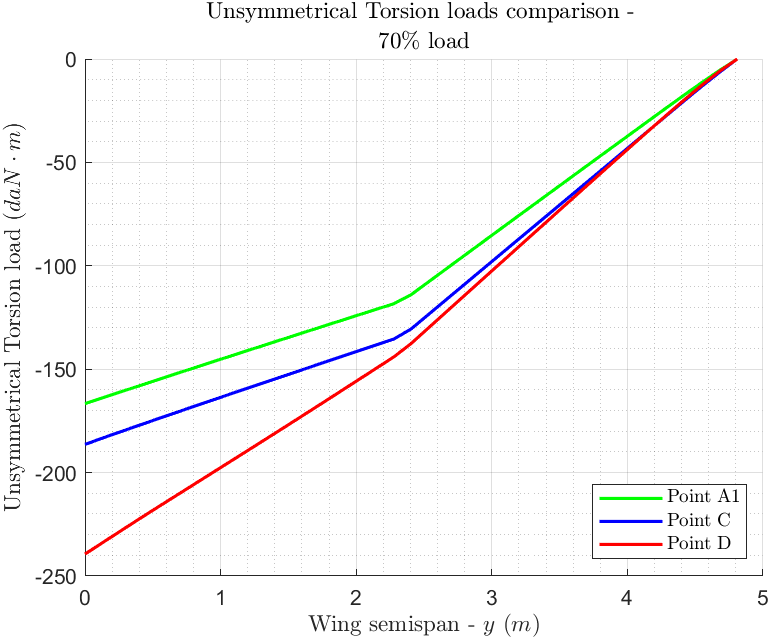 Unsymmetrical Torsion loads comparison -
70% load
Unsymmetrical Torsion load (daN · m)
0
-50
-100
-150
-200
-250
0 1 2 3 4 5
Wing semispan - y (m)
Point A1
Point C
Point D